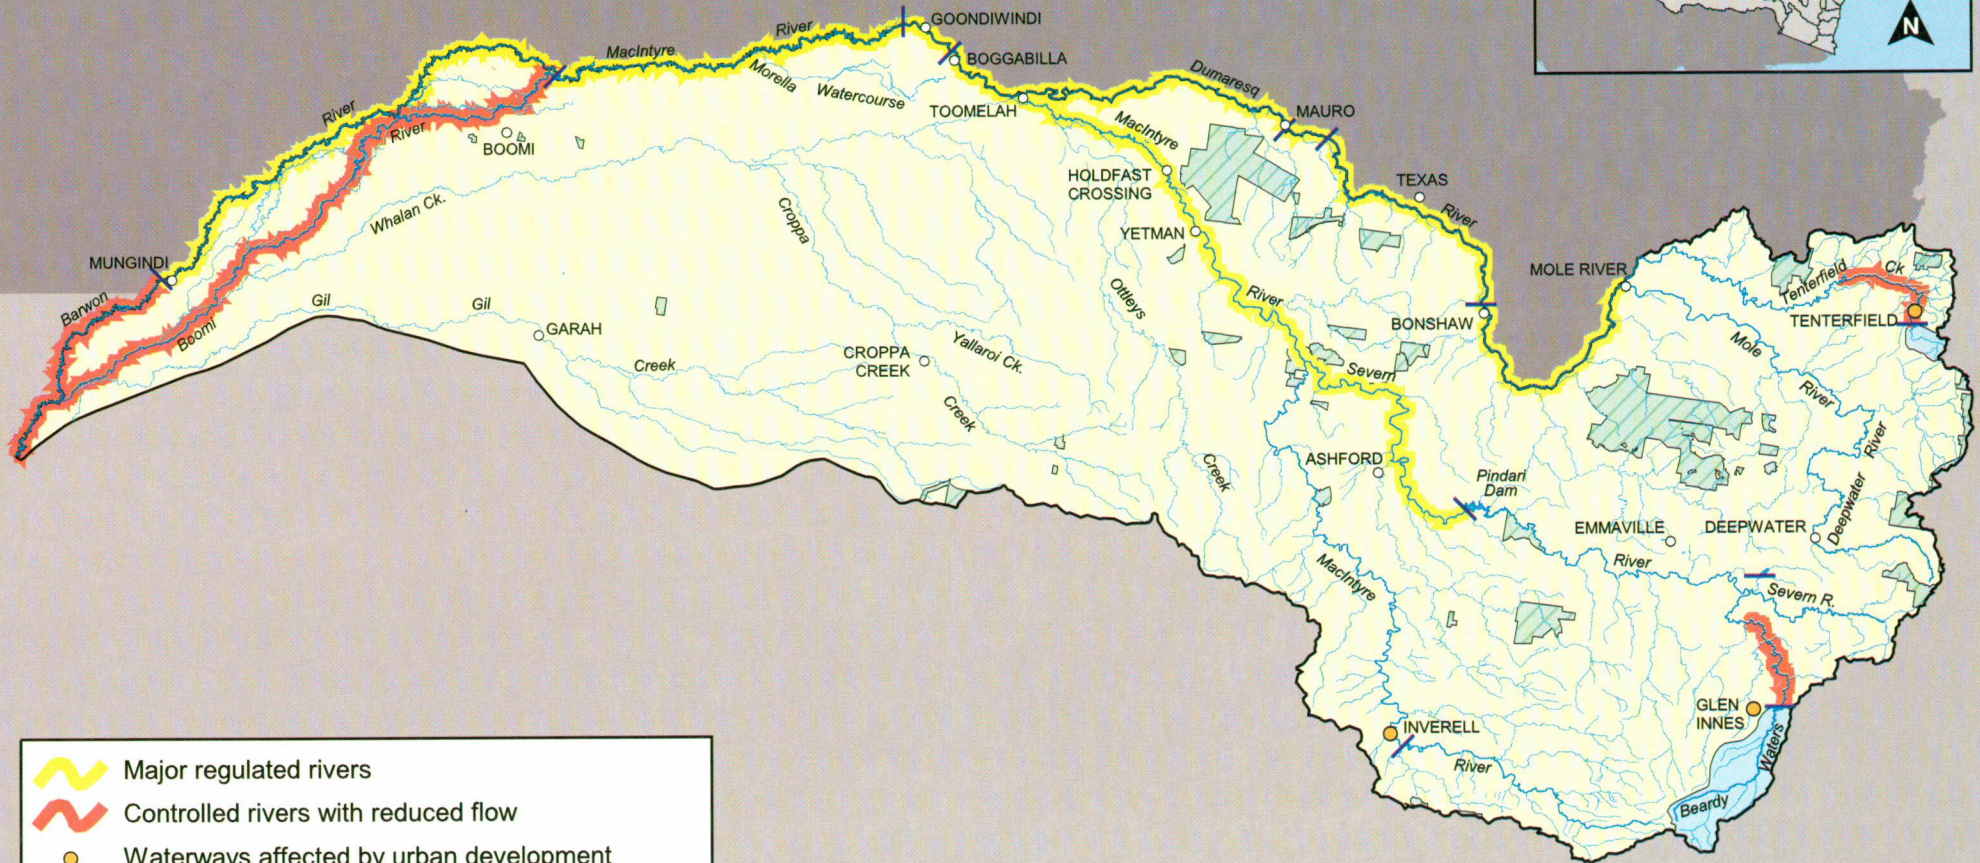 N
GOONDIWINDI
River
MacIntyre
BOGGABILLA
Morella
Watercourse
Dumaresq
TOOMELAH
MAURO
River
River
MacIntyre
BOOMI
HOLDFAST
CROSSING
TEXAS
River
Whalan Ck.
Croppa
YETMAN
MUNGINDI
MOLE RIVER
Tenterfield
Ck
Barwon
Gil
Gil
Ottleys
River
Boomi
GARAH
BONSHAW
TENTERFIELD
Mole
CROPPA
CREEK
Yallaroi Ck.
Creek
Severn
River
Creek
River
ASHFORD
Creek
Pindari
Dam
EMMAVILLE
DEEPWATER
Deepwater
MacIntyre
River
Severn R.
GLEN
INNES
INVERELL
Waters
River
Beardy
Major regulated rivers
Controlled rivers with reduced flow
Waterways affected by urban development